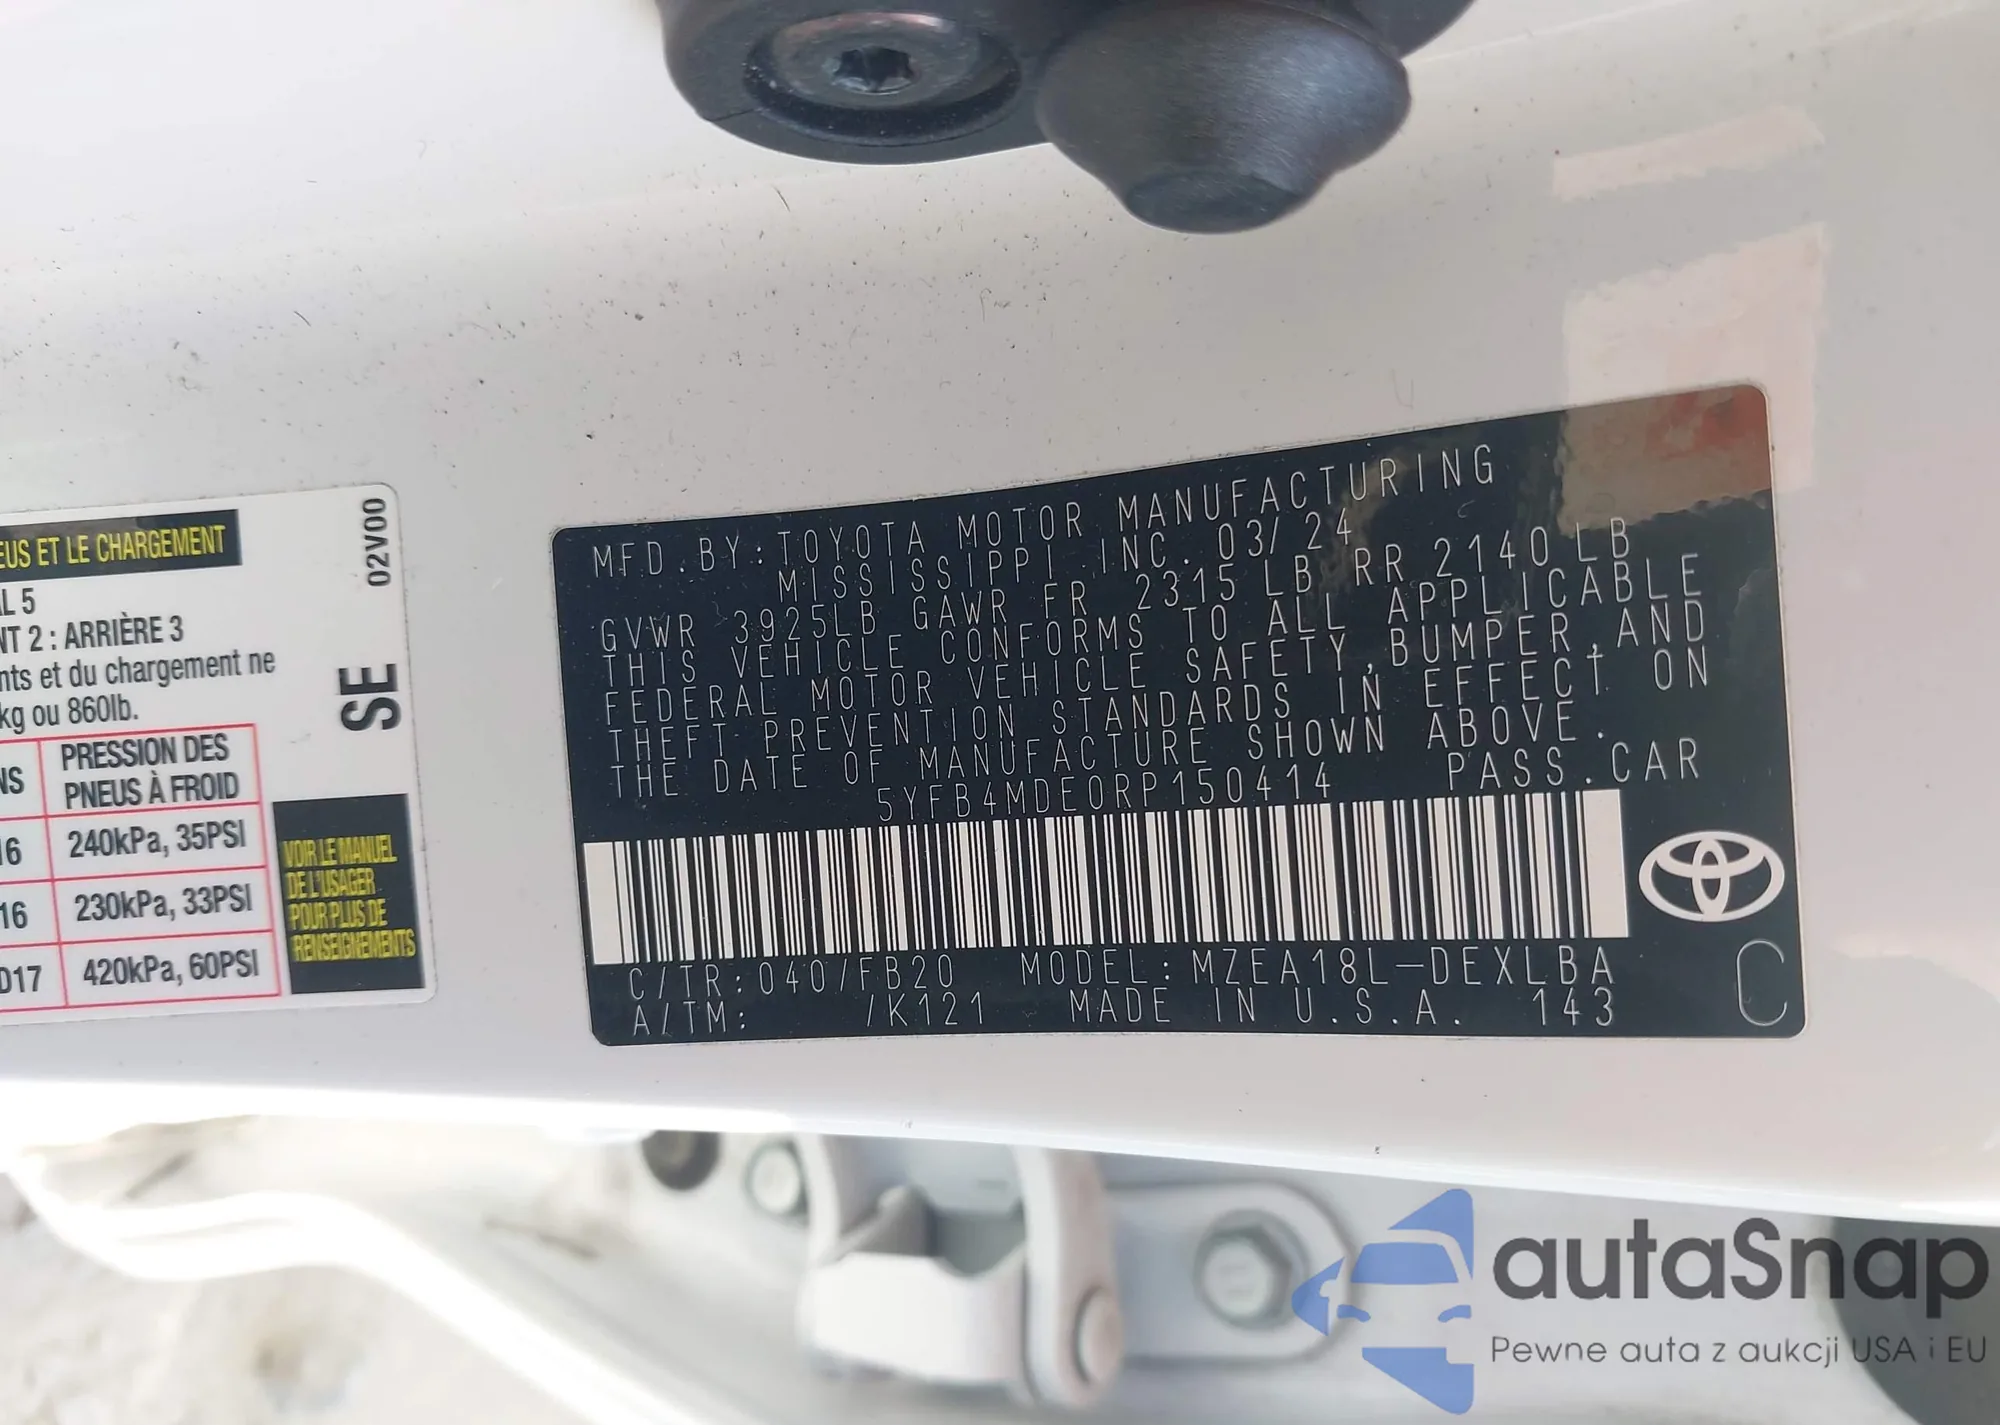 EUS ET LE CHARGEMENT
02V00
AL 5
NT 2 : ARRIÈRE 3
nts et du chargement ne
kg ou 860lb.
SE
NS
PRESSION DES
PNEUS À FROID
16
240kPa, 35PSI
16
230kPa, 33PSI
D17
420kPa, 60PSI
VOIR LE MANUEL
DE L'USAGER
POUR PLUS DE
RENSEIGNEMENTS
MFD.BY:TOYOTA MOTOR MANUFACTURING
MISSISSIPPI INC. 03/24
GVWR 3925LB GAWR FR 2315 LB RR 2140 LB
THIS VEHICLE CONFORMS TO ALL APPLICABLE
FEDERAL MOTOR VEHICLE SAFETY,BUMPER,AND
THEFT PREVENTION STANDARDS IN EFFECT ON
THE DATE OF MANUFACTURE SHOWN ABOVE.
5YFB4MDE0RP150414 PASS.CAR
C/TR:040/FB20 MODEL:MZEA18L-DEXLBA
A/TM: /K121 MADE IN U.S.A. 143
C
autaSnap
Pewne auta z aukcji USA i EU